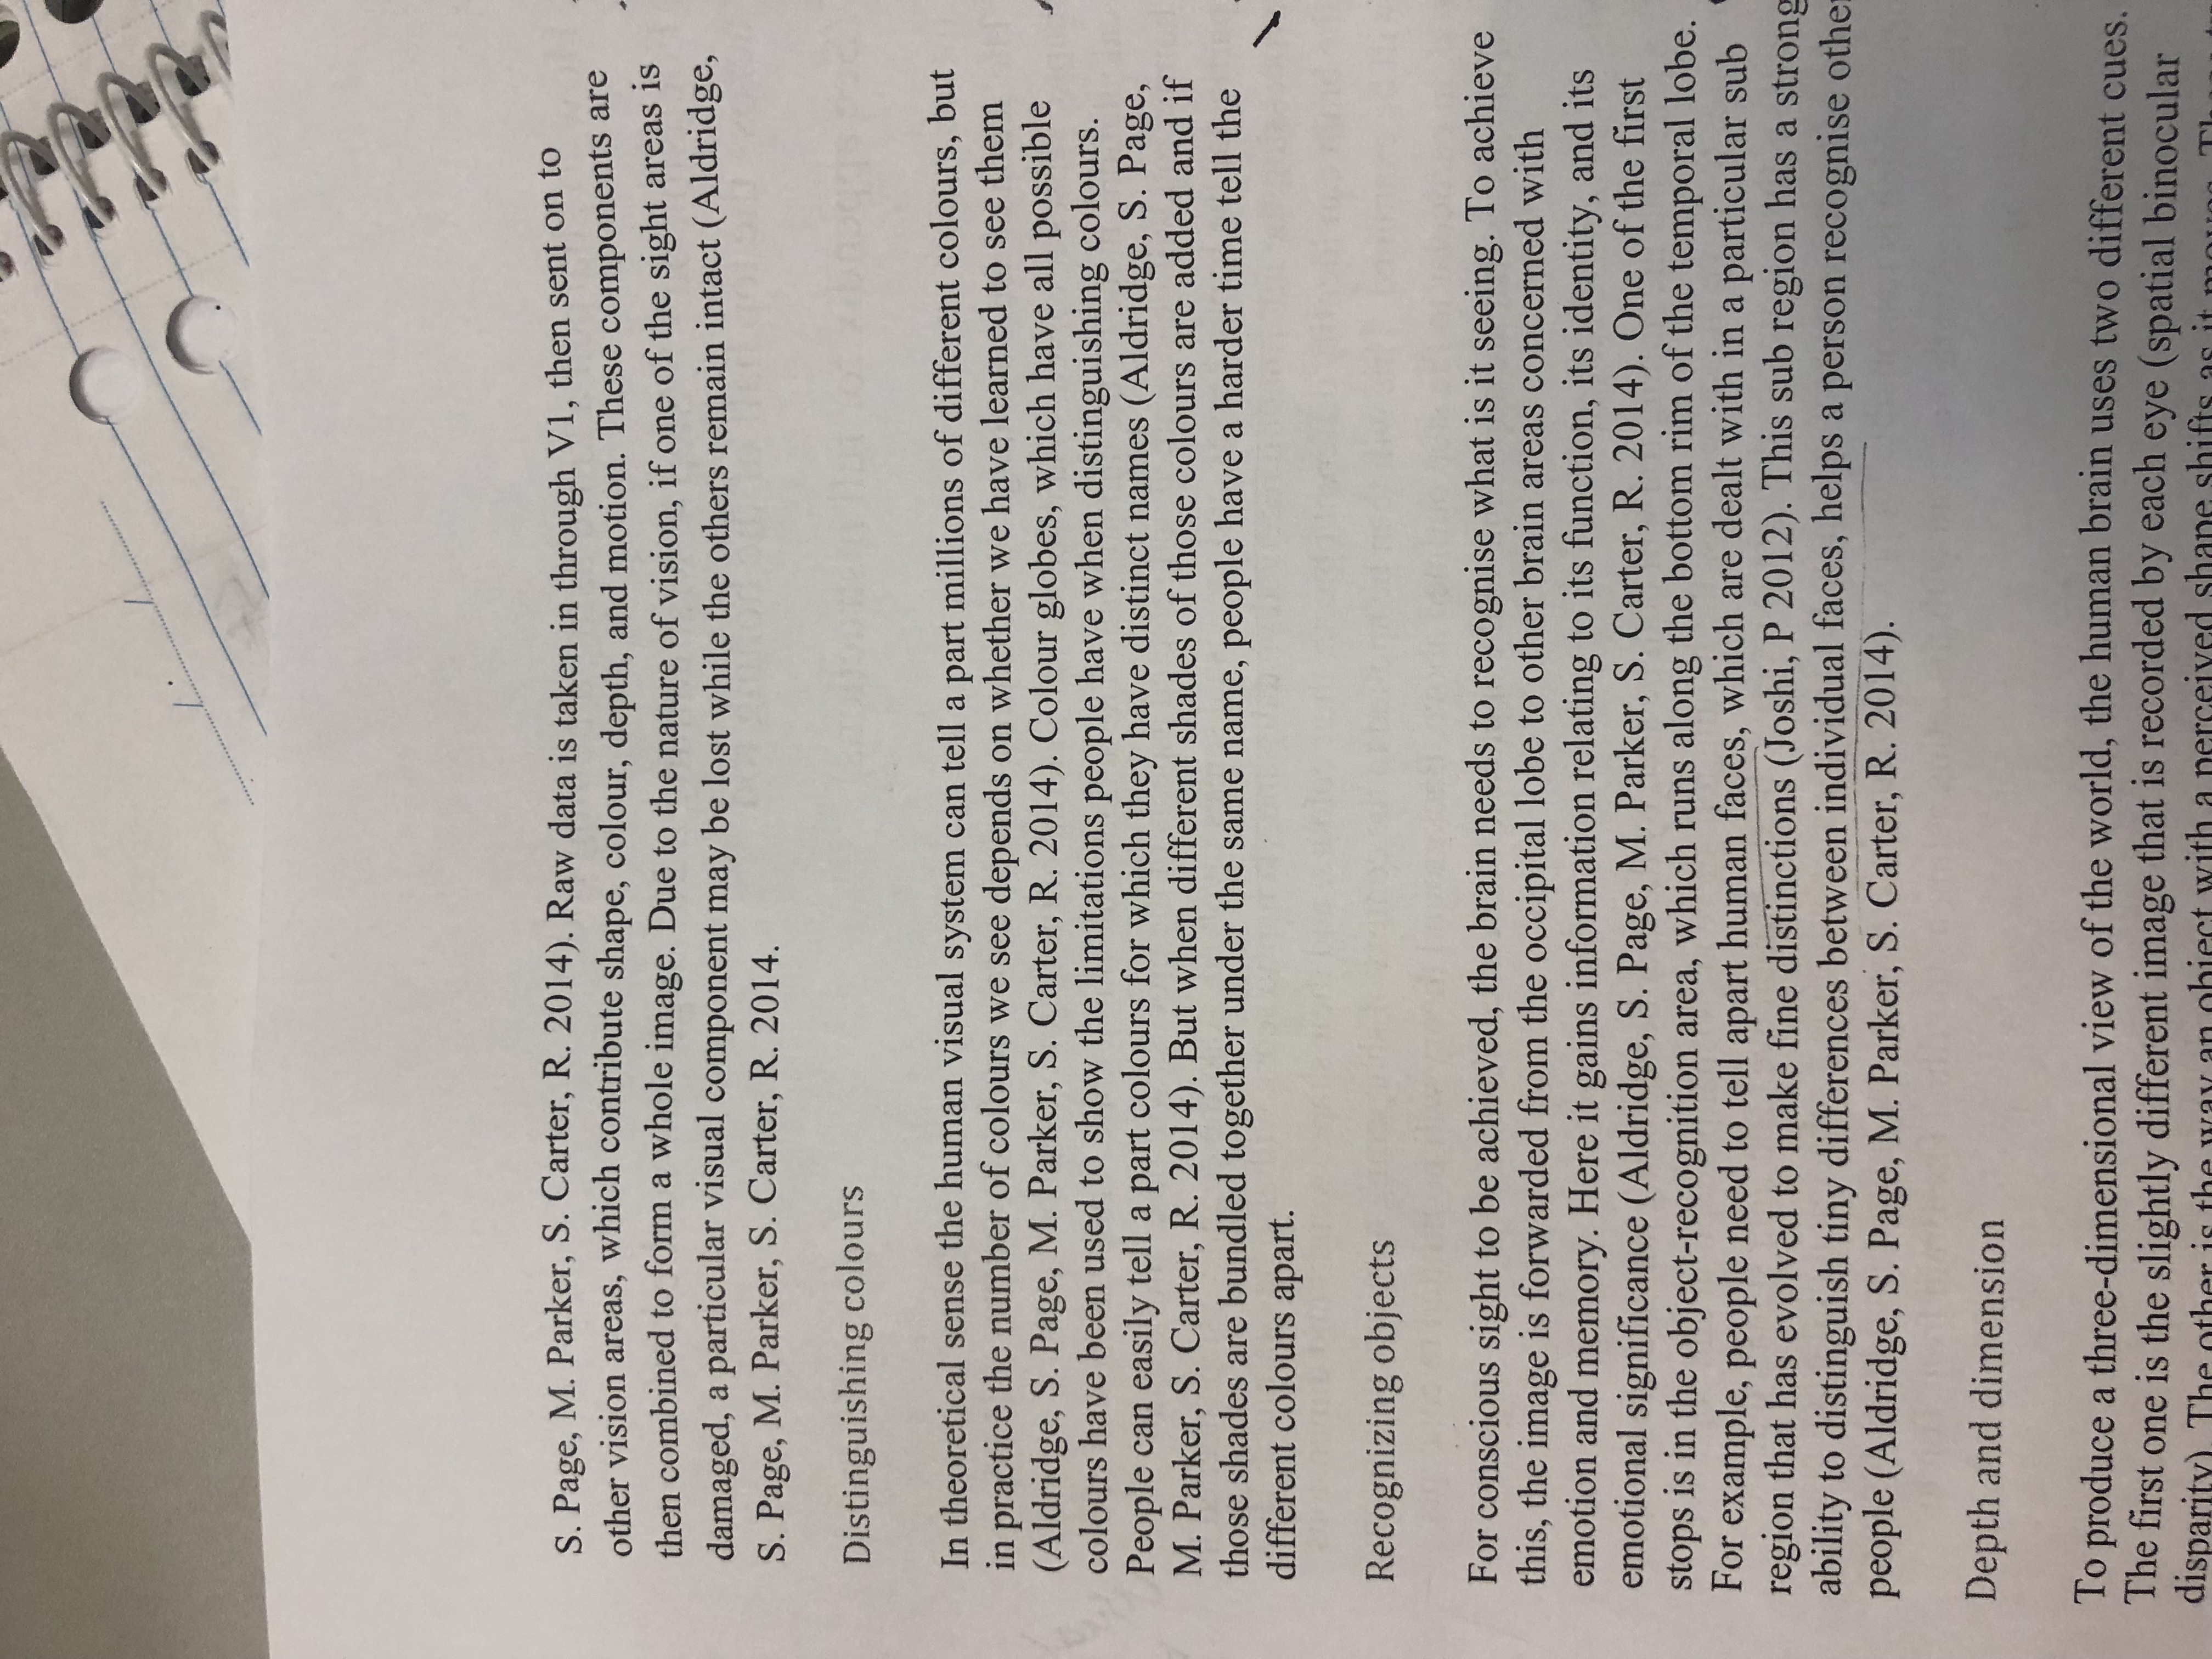 S. Page, M. Parker, S. Carter, R. 2014). Raw data is taken in through V1, then sent on to
other vision areas, which contribute shape, colour, depth, and motion. These components are
then combined to form a whole image. Due to the nature of vision, if one of the sight areas is
damaged, a particular visual component may be lost while the others remain intact (Aldridge,
S. Page, M. Parker, S. Carter, R. 2014.
Distinguishing colours
In theoretical sense the human visual system can tell a part millions of different colours, but
in practice the number of colours we see depends on whether we have learned to see them
(Aldridge, S. Page, M. Parker, S. Carter, R. 2014). Colour globes, which have all possible
colours have been used to show the limitations people have when distinguishing colours.
People can easily tell a part colours for which they have distinct names (Aldridge, S. Page,
M. Parker, S. Carter, R. 2014). But when different shades of those colours are added and if
those shades are bundled together under the same name, people have a harder time tell the
different colours apart.
Recognizing objects
For conscious sight to be achieved, the brain needs to recognise what is it seeing. To achieve
this, the image is forwarded from the occipital lobe to other brain areas concerned with
emotion and memory. Here it gains information relating to its function, its identity, and its
emotional significance (Aldridge, S. Page, M. Parker, S. Carter, R. 2014). One of the first
stops is in the object-recognition area, which runs along the bottom rim of the temporal lobe.
For example, people need to tell apart human faces, which are dealt with in a particular sub
region that has evolved to make fine distinctions (Joshi, P 2012). This sub region has a strong
ability to distinguish tiny differences between individual faces, helps a person recognise other
people (Aldridge, S. Page, M. Parker, S. Carter, R. 2014).
Depth and dimension
To produce a three-dimensional view of the world, the human brain uses two different cues.
The first one is the slightly different image that is recorded by each eye (spatial binocular
disparity). The other is the way an object with a perceived shape shifts as it moves. These